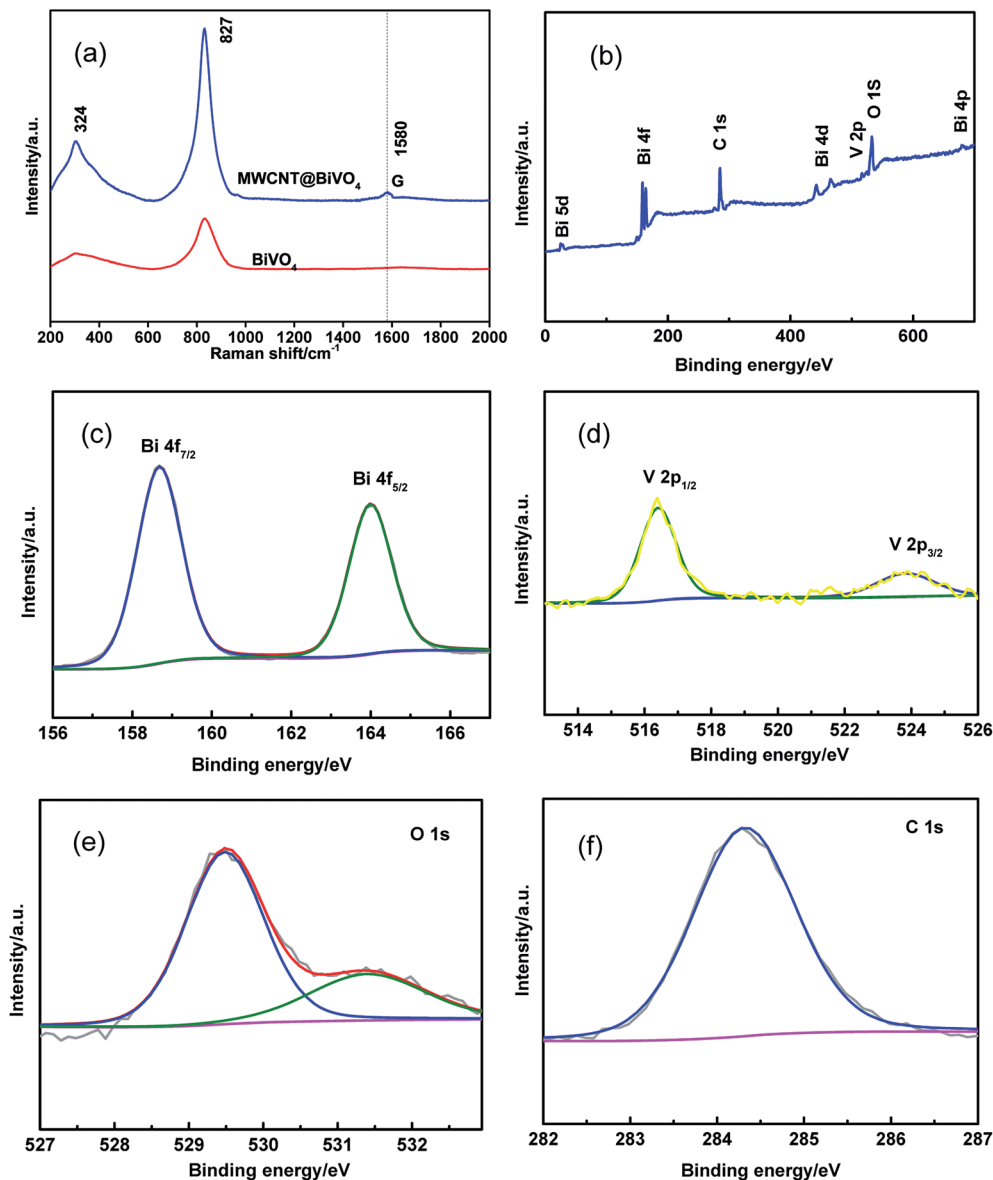 (a)
827
324
1580
MWCNT@BiVO₄
G
BiVO₄
Intensity/a.u.
200 400 600 800 1000 1200 1400 1600 1800 2000
Raman shift/cm⁻¹
(b)
Bi 5d
Bi 4f
C 1s
Bi 4d
V 2p
O 1S
Bi 4p
Intensity/a.u.
0 200 400 600
Binding energy/eV
(c)
Bi 4f₇/₂
Bi 4f₅/₂
Intensity/a.u.
156 158 160 162 164 166
Binding energy/eV
(d)
V 2p₁/₂
V 2p₃/₂
Intensity/a.u.
514 516 518 520 522 524 526
Binding energy/eV
(e)
O 1s
Intensity/a.u.
527 528 529 530 531 532
Binding energy/eV
(f)
C 1s
Intensity/a.u.
282 283 284 285 286 287
Binding energy/eV